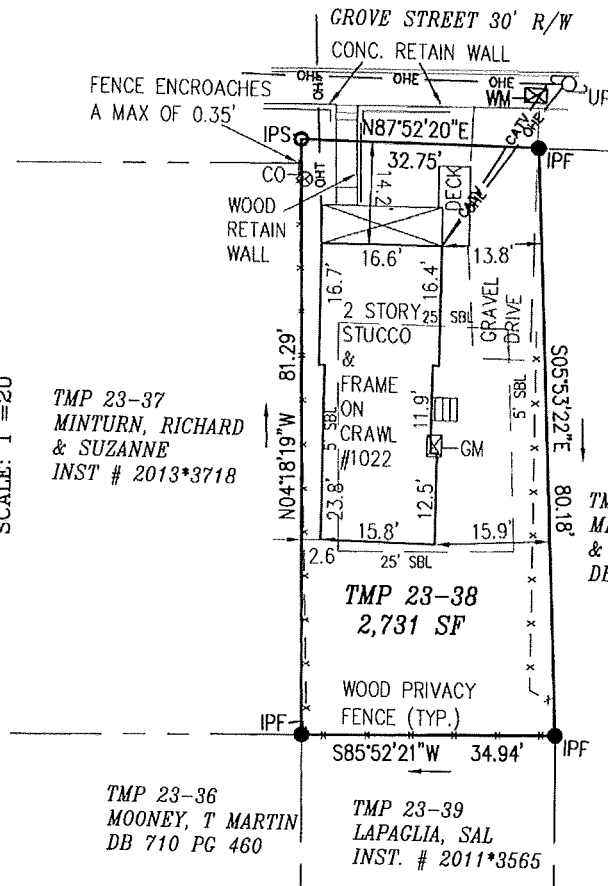 GROVE STREET 30' R/W
CONC. RETAIN WALL
OHE
OHE
OHE
FENCE ENCROACHES
A MAX OF 0.35'
WM
UP
IPS
N87°52'20"E
32.75'
IPF
CATV
OHE
CATV
OHE
CO
OHT
14.2'
DECK
WOOD
RETAIN
WALL
16.6'
13.8'
16.7'
16.4'
2 STORY
STUCCO
&
FRAME
ON
CRAWL
#1022
25' SBL
GRAVEL
DRIVE
SCALE: 1"=20'
TMP 23-37
MINTURN, RICHARD
& SUZANNE
INST # 2013*3718
N04°18'19"W 81.29'
5' SBL
11.9'
GM
5' SBL
S05°53'22"E 80.18'
23.8'
12.5'
15.8'
15.9'
2.6
25' SBL
TMP 23-38
2,731 SF
WOOD PRIVACY
FENCE (TYP.)
IPF
IPF
S85°52'21"W 34.94'
TMP 23-36
MOONEY, T MARTIN
DB 710 PG 460
TMP 23-39
LAPAGLIA, SAL
INST. # 2011*3565